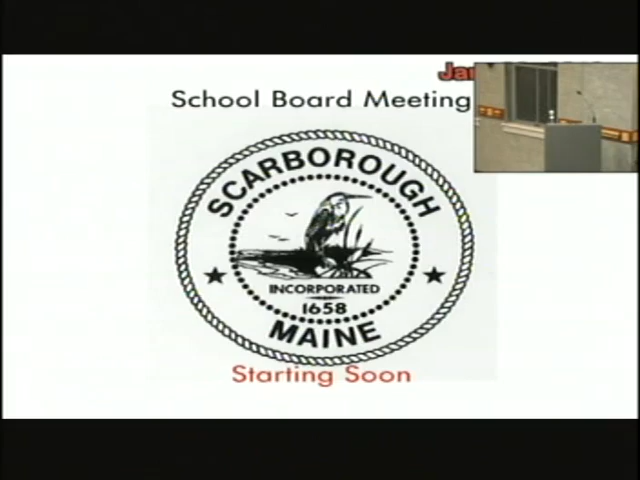 School Board Meeting
SCARBOROUGH
INCORPORATED
1658
MAINE
Starting Soon